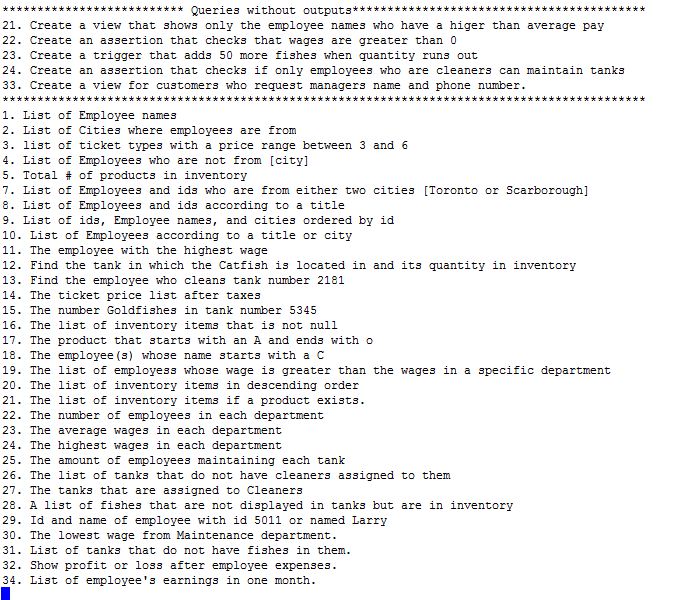 ************************** Queries without outputs******************************************
21. Create a view that shows only the employee names who have a higer than average pay
22. Create an assertion that checks that wages are greater than 0
23. Create a trigger that adds 50 more fishes when quantity runs out
24. Create an assertion that checks if only employees who are cleaners can maintain tanks
33. Create a view for customers who request managers name and phone number.
********************************************************************************************
1. List of Employee names
2. List of Cities where employees are from
3. list of ticket types with a price range between 3 and 6
4. List of Employees who are not from [city]
5. Total # of products in inventory
7. List of Employees and ids who are from either two cities [Toronto or Scarborough]
8. List of Employees and ids according to a title
9. List of ids, Employee names, and cities ordered by id
10. List of Employees according to a title or city
11. The employee with the highest wage
12. Find the tank in which the Catfish is located in and its quantity in inventory
13. Find the employee who cleans tank number 2181
14. The ticket price list after taxes
15. The number Goldfishes in tank number 5345
16. The list of inventory items that is not null
17. The product that starts with an A and ends with o
18. The employee(s) whose name starts with a C
19. The list of employess whose wage is greater than the wages in a specific department
20. The list of inventory items in descending order
21. The list of inventory items if a product exists.
22. The number of employees in each department
23. The average wages in each department
24. The highest wages in each department
25. The amount of employees maintaining each tank
26. The list of tanks that do not have cleaners assigned to them
27. The tanks that are assigned to Cleaners
28. A list of fishes that are not displayed in tanks but are in inventory
29. Id and name of employee with id 5011 or named Larry
30. The lowest wage from Maintenance department.
31. List of tanks that do not have fishes in them.
32. Show profit or loss after employee expenses.
34. List of employee's earnings in one month.